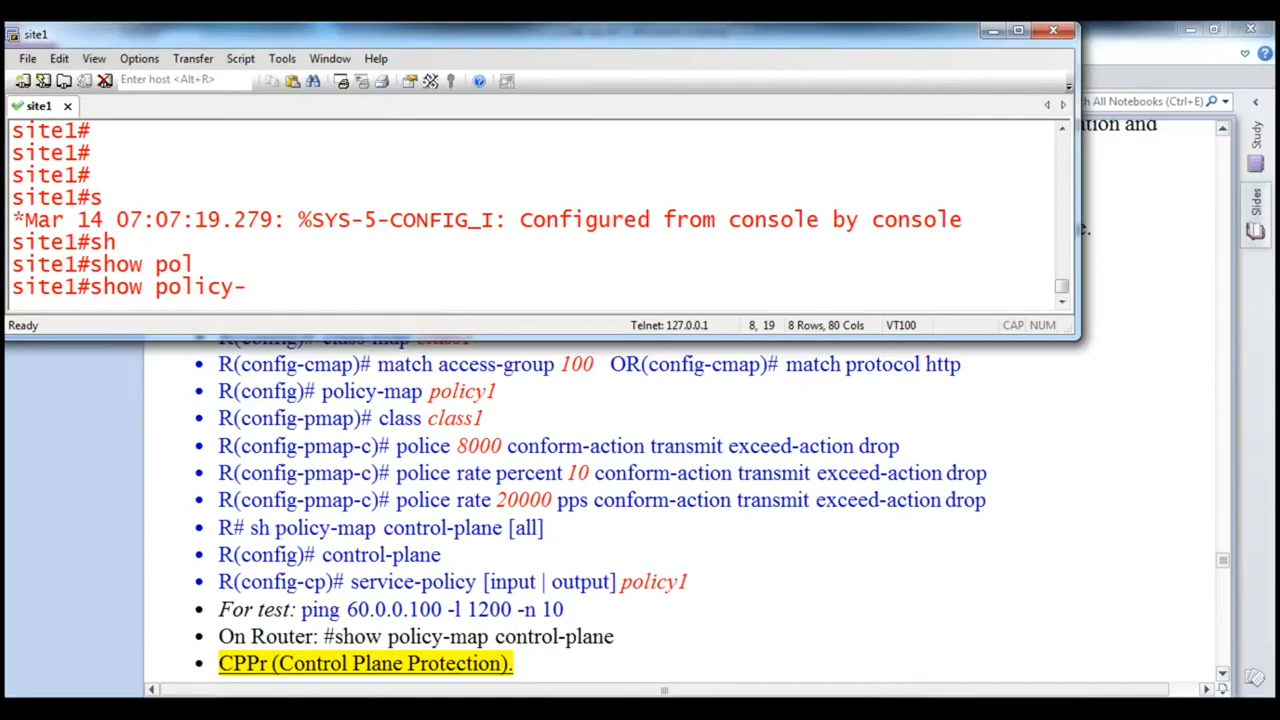 site1
File Edit View Options Transfer Script Tools Window Help
Enter host <Alt+R>
site1 x
site1#
site1#
site1#
site1#s
*Mar 14 07:07:19.279: %SYS-5-CONFIG_I: Configured from console by console
site1#sh
site1#show pol
site1#show policy-
Ready Telnet: 127.0.0.1 8, 19 8 Rows, 80 Cols VT100 CAP NUM
All Notebooks (Ctrl+E)
and
Study
Slides
R(config-cmap)# match access-group 100 OR(config-cmap)# match protocol http
R(config)# policy-map policy1
R(config-pmap)# class class1
R(config-pmap-c)# police 8000 conform-action transmit exceed-action drop
R(config-pmap-c)# police rate percent 10 conform-action transmit exceed-action drop
R(config-pmap-c)# police rate 20000 pps conform-action transmit exceed-action drop
R# sh policy-map control-plane [all]
R(config)# control-plane
R(config-cp)# service-policy [input | output] policy1
For test: ping 60.0.0.100 -l 1200 -n 10
On Router: #show policy-map control-plane
CPPr (Control Plane Protection).